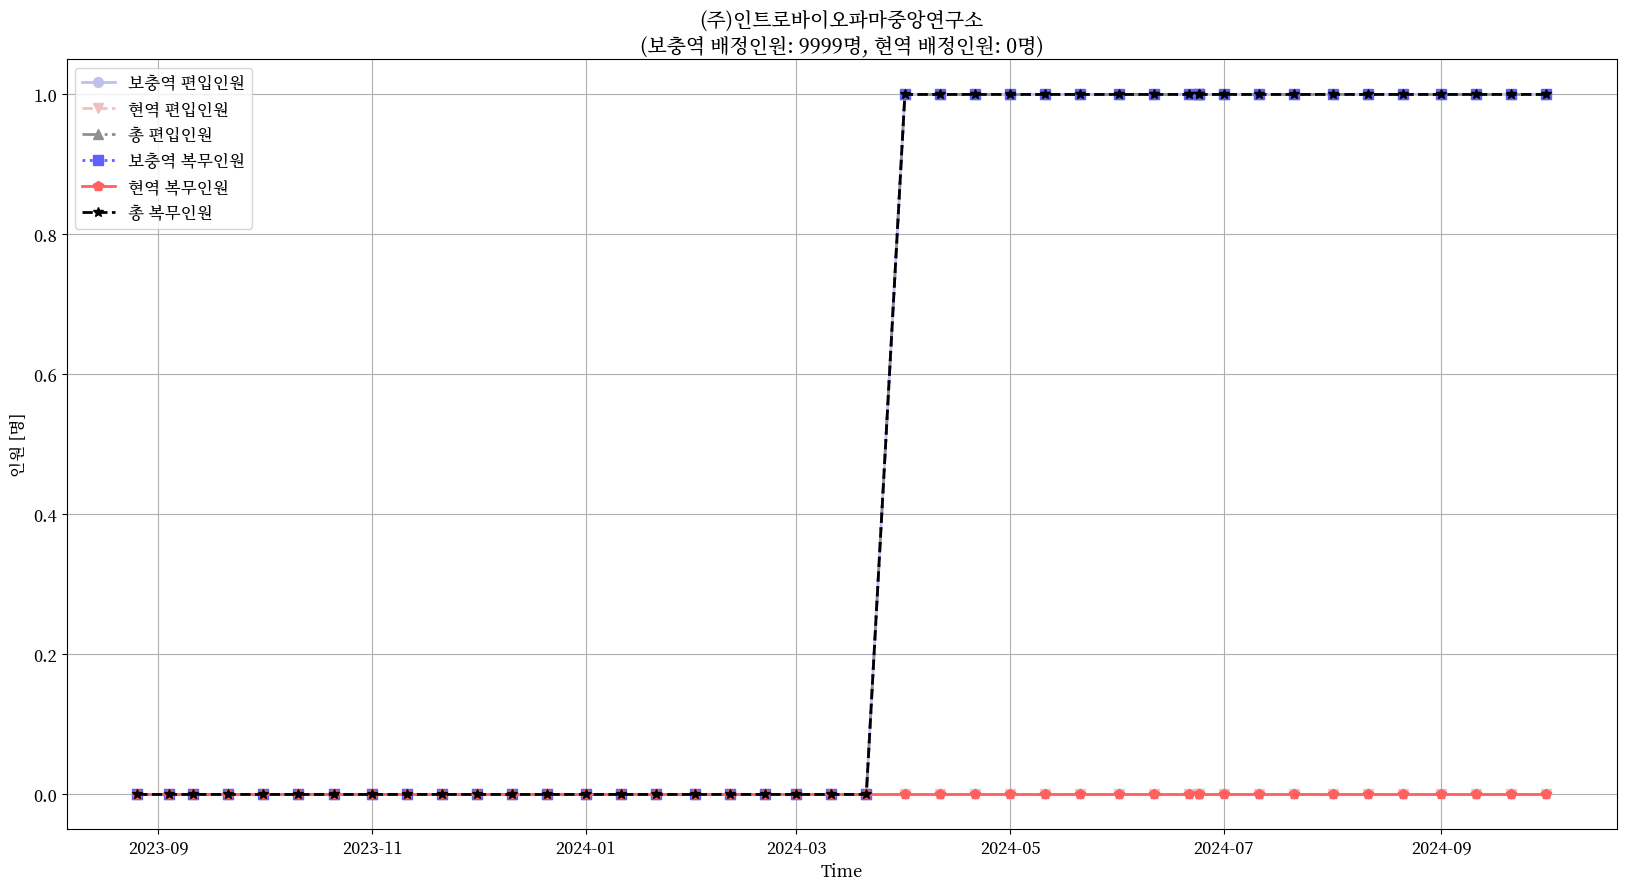 (주)인트로바이오파마중앙연구소
(보충역 배정인원: 9999명, 현역 배정인원: 0명)
보충역 편입인원
현역 편입인원
총 편입인원
보충역 복무인원
현역 복무인원
총 복무인원
인원 [명]
1.0
0.8
0.6
0.4
0.2
0.0
2023-09
2023-11
2024-01
2024-03
2024-05
2024-07
2024-09
Time